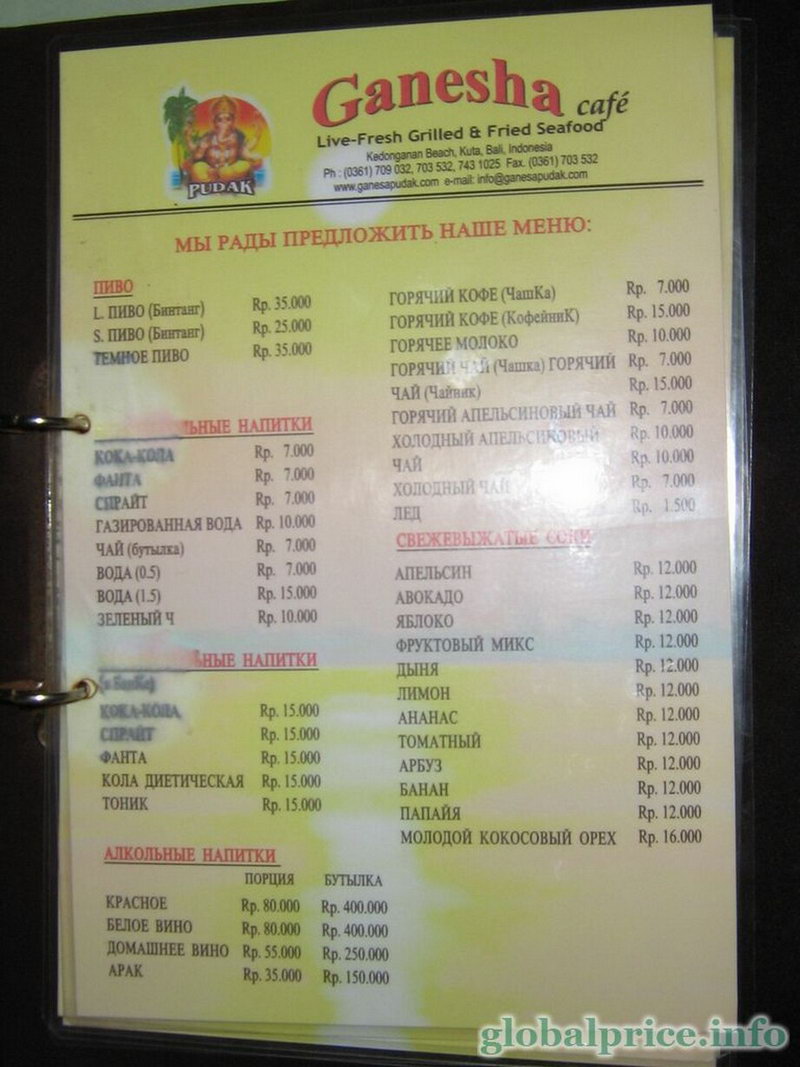 Ganesha café
Live-Fresh Grilled & Fried Seafood
Kedonganan Beach, Kuta, Bali, Indonesia
Ph : (0361) 709 032, 703 532, 743 1025 Fax. (0361) 703 532
www.ganesapudak.com e-mail: info@ganesapudak.com
PUDAK
МЫ РАДЫ ПРЕДЛОЖИТЬ НАШЕ МЕНЮ:
ПИВО
L. ПИВО (Бинтанг) Rp. 35.000
S. ПИВО (Бинтанг) Rp. 25.000
ТЕМНОЕ ПИВО Rp. 35.000
НАПИТКИ
КОКА-КОЛА Rp. 7.000
ФАНТА Rp. 7.000
СПРАЙТ Rp. 7.000
ГАЗИРОВАННАЯ ВОДА Rp. 10.000
ЧАЙ (бутылка) Rp. 7.000
ВОДА (0.5) Rp. 7.000
ВОДА (1.5) Rp. 15.000
ЗЕЛЕНЫЙ Ч Rp. 10.000
НАПИТКИ
КОКА-КОЛА Rp. 15.000
СПРАЙТ Rp. 15.000
ФАНТА Rp. 15.000
КОЛА ДИЕТИЧЕСКАЯ Rp. 15.000
ТОНИК Rp. 15.000
АЛКОЛЬНЫЕ НАПИТКИ
ПОРЦИЯ БУТЫЛКА
КРАСНОЕ Rp. 80.000 Rp. 400.000
БЕЛОЕ ВИНО Rp. 80.000 Rp. 400.000
ДОМАШНЕЕ ВИНО Rp. 55.000 Rp. 250.000
АРАК Rp. 35.000 Rp. 150.000
ГОРЯЧИЙ КОФЕ (ЧашКа) Rp. 7.000
ГОРЯЧИЙ КОФЕ (КофейниК) Rp. 15.000
ГОРЯЧЕЕ МОЛОКО Rp. 10.000
ГОРЯЧИЙ ЧАЙ (Чашка) ГОРЯЧИЙ Rp. 7.000
ЧАЙ (Чайник) Rp. 15.000
ГОРЯЧИЙ АПЕЛЬСИНОВЫЙ ЧАЙ Rp. 7.000
ХОЛОДНЫЙ АПЕЛЬСИНОВЫЙ Rp. 10.000
ЧАЙ Rp. 10.000
ХОЛОДНЫЙ ЧАЙ Rp. 7.000
ЛЕД Rp. 1.500
СВЕЖЕВЫЖАТЫЕ СОКИ
АПЕЛЬСИН Rp. 12.000
АВОКАДО Rp. 12.000
ЯБЛОКО Rp. 12.000
ФРУКТОВЫЙ МИКС Rp. 12.000
ДЫНЯ Rp. 12.000
ЛИМОН Rp. 12.000
АНАНАС Rp. 12.000
ТОМАТНЫЙ Rp. 12.000
АРБУЗ Rp. 12.000
БАНАН Rp. 12.000
ПАПАЙЯ Rp. 12.000
МОЛОДОЙ КОКОСОВЫЙ ОРЕХ Rp. 16.000
globalprice.info